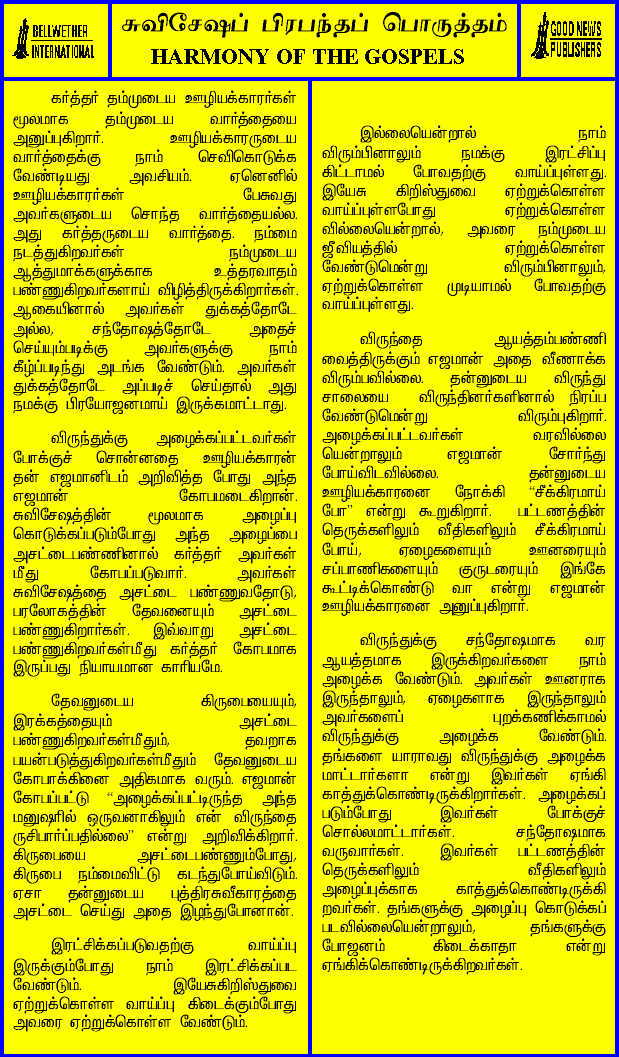 BELLWETHER
INTERNATIONAL
சுவிசேஷப் பிரபந்தப் பொருத்தம்
HARMONY OF THE GOSPELS
GOOD NEWS
PUBLISHERS
கர்த்தர் தம்முடைய ஊழியக்காரர்கள்
மூலமாக தம்முடைய வார்த்தையை
அனுப்புகிறார். ஊழியக்காரருடைய
வார்த்தைக்கு நாம் செவிகொடுக்க
வேண்டியது அவசியம். ஏனெனில்
ஊழியக்காரர்கள் பேசுவது
அவர்களுடைய சொந்த வார்த்தையல்ல.
அது கர்த்தருடைய வார்த்தை. நம்மை
நடத்துகிறவர்கள் நம்முடைய
ஆத்துமாக்களுக்காக உத்தரவாதம்
பண்ணுகிறவர்களாய் விழித்திருக்கிறார்கள்.
ஆகையினால் அவர்கள் துக்கத்தோடே
அல்ல, சந்தோஷத்தோடே அதைச்
செய்யும்படிக்கு அவர்களுக்கு நாம்
கீழ்ப்படிந்து அடங்க வேண்டும். அவர்கள்
துக்கத்தோடே அப்படிச் செய்தால் அது
நமக்கு பிரயோஜனமாய் இருக்கமாட்டாது.
விருந்துக்கு அழைக்கப்பட்டவர்கள்
போக்குச் சொன்னதை ஊழியக்காரன்
தன் எஜமானிடம் அறிவித்த போது அந்த
எஜமான் கோபமடைகிறான்.
சுவிசேஷத்தின் மூலமாக அழைப்பு
கொடுக்கப்படும்போது அந்த அழைப்பை
அசட்டைபண்ணினால் கர்த்தர் அவர்கள்
மீது கோபப்படுவார். அவர்கள்
சுவிசேஷத்தை அசட்டை பண்ணுவதோடு,
பரலோகத்தின் தேவனையும் அசட்டை
பண்ணுகிறார்கள். இவ்வாறு அசட்டை
பண்ணுகிறவர்கள்மீது கர்த்தர் கோபமாக
இருப்பது நியாயமான காரியமே.
தேவனுடைய கிருபையையும்,
இரக்கத்தையும் அசட்டை
பண்ணுகிறவர்கள்மீதும், தவறாக
பயன்படுத்துகிறவர்கள்மீதும் தேவனுடைய
கோபாக்கினை அதிகமாக வரும். எஜமான்
கோபப்பட்டு “அழைக்கப்பட்டிருந்த அந்த
மனுஷரில் ஒருவனாகிலும் என் விருந்தை
ருசிபார்ப்பதில்லை” என்று அறிவிக்கிறார்.
கிருபையை அசட்டைபண்ணும்போது,
கிருபை நம்மைவிட்டு கடந்துபோய்விடும்.
ஏசா தன்னுடைய புத்திரசுவீகாரத்தை
அசட்டை செய்து அதை இழந்துபோனான்.
இரட்சிக்கப்படுவதற்கு வாய்ப்பு
இருக்கும்போது நாம் இரட்சிக்கப்பட
வேண்டும். இயேசுகிறிஸ்துவை
ஏற்றுக்கொள்ள வாய்ப்பு கிடைக்கும்போது
அவரை ஏற்றுக்கொள்ள வேண்டும்.
இல்லையென்றால் நாம்
விரும்பினாலும் நமக்கு இரட்சிப்பு
கிட்டாமல் போவதற்கு வாய்ப்புள்ளது.
இயேசு கிறிஸ்துவை ஏற்றுக்கொள்ள
வாய்ப்புள்ளபோது ஏற்றுக்கொள்ள
வில்லையென்றால், அவரை நம்முடைய
ஜீவியத்தில் ஏற்றுக்கொள்ள
வேண்டுமென்று விரும்பினாலும்,
ஏற்றுக்கொள்ள முடியாமல் போவதற்கு
வாய்ப்புள்ளது.
விருந்தை ஆயத்தம்பண்ணி
வைத்திருக்கும் எஜமான் அதை வீணாக்க
விரும்பவில்லை. தன்னுடைய விருந்து
சாலையை விருந்தினர்களினால் நிரப்ப
வேண்டுமென்று விரும்புகிறார்.
அழைக்கப்பட்டவர்கள் வரவில்லை
யென்றாலும் எஜமான் சோர்ந்து
போய்விடவில்லை. தன்னுடைய
ஊழியக்காரனை நோக்கி “சீக்கிரமாய்
போ” என்று கூறுகிறார். பட்டணத்தின்
தெருக்களிலும் வீதிகளிலும் சீக்கிரமாய்
போய், ஏழைகளையும் ஊனரையும்
சப்பாணிகளையும் குருடரையும் இங்கே
கூட்டிக்கொண்டு வா என்று எஜமான்
ஊழியக்காரனை அனுப்புகிறார்.
விருந்துக்கு சந்தோஷமாக வர
ஆயத்தமாக இருக்கிறவர்களை நாம்
அழைக்க வேண்டும். அவர்கள் ஊனராக
இருந்தாலும், ஏழைகளாக இருந்தாலும்
அவர்களைப் புறக்கணிக்காமல்
விருந்துக்கு அழைக்க வேண்டும்.
தங்களை யாராவது விருந்துக்கு அழைக்க
மாட்டார்களா என்று இவர்கள் ஏங்கி
காத்துக்கொண்டிருக்கிறார்கள். அழைக்கப்
படும்போது இவர்கள் போக்குச்
சொல்லமாட்டார்கள். சந்தோஷமாக
வருவார்கள். இவர்கள் பட்டணத்தின்
தெருக்களிலும் வீதிகளிலும்
அழைப்புக்காக காத்துக்கொண்டிருக்கி
றவர்கள். தங்களுக்கு அழைப்பு கொடுக்கப்
படவில்லையென்றாலும், தங்களுக்கு
போஜனம் கிடைக்காதா என்று
ஏங்கிக்கொண்டிருக்கிறவர்கள்.